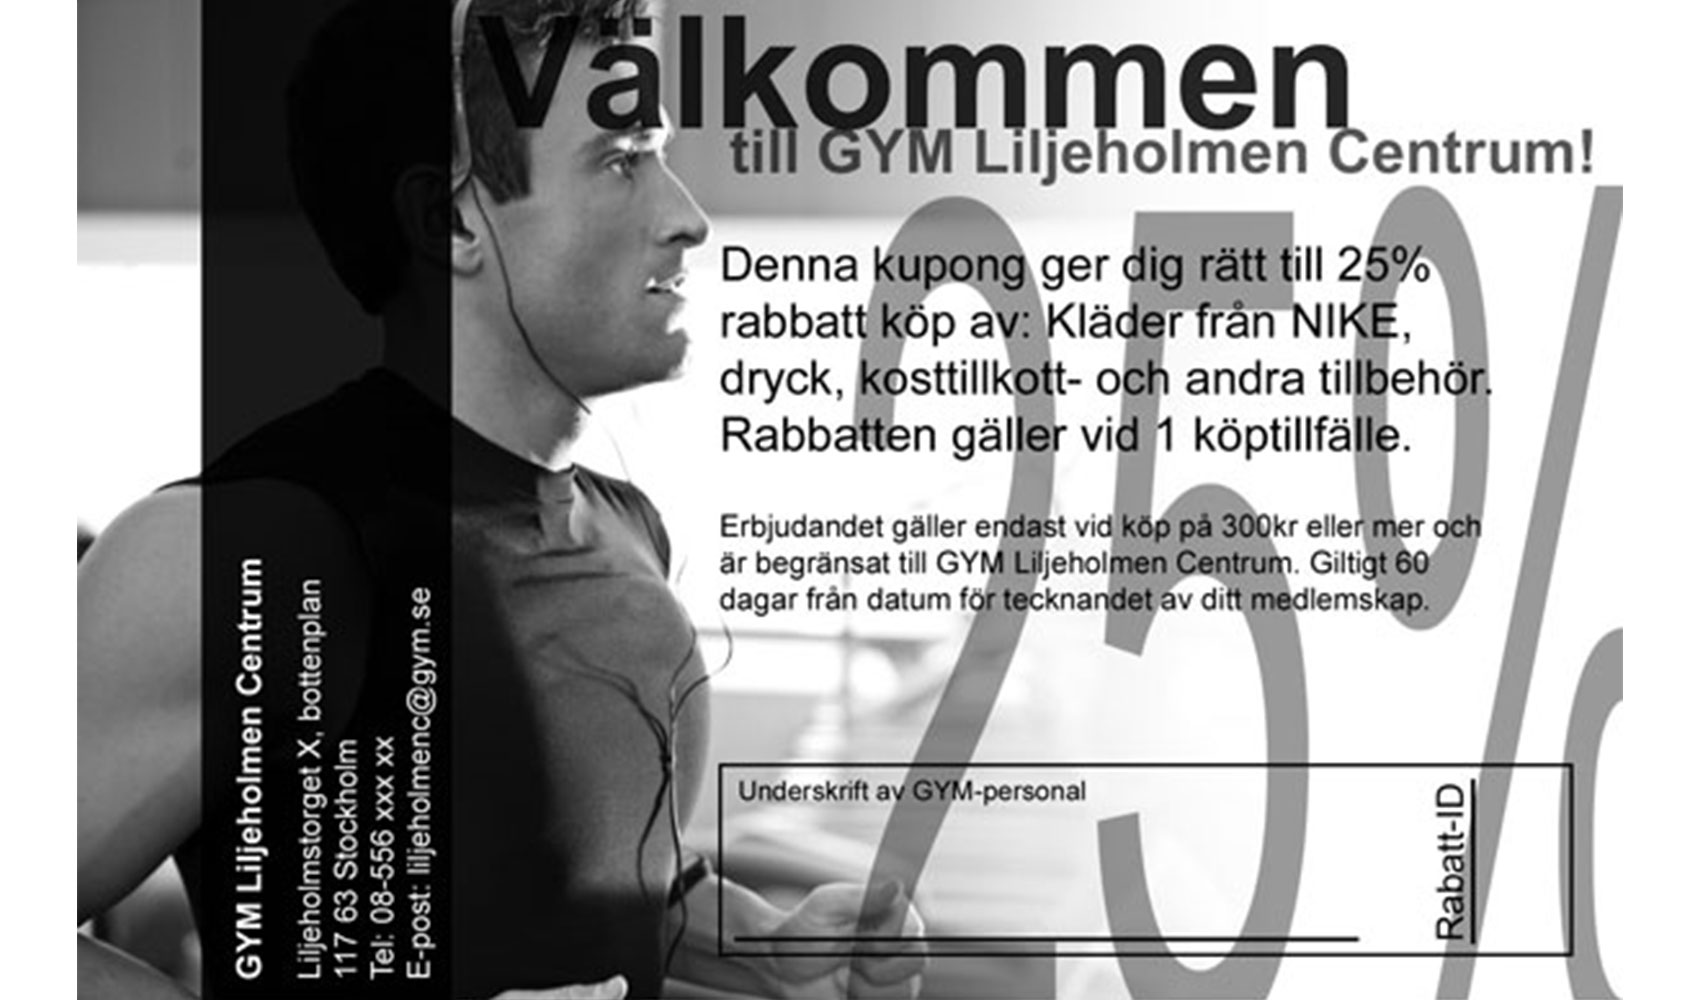 Välkommen
till GYM Liljeholmen Centrum!
25%
Denna kupong ger dig rätt till 25%
rabbatt köp av: Kläder från NIKE,
dryck, kosttillkott- och andra tillbehör.
Rabbatten gäller vid 1 köptillfälle.
Erbjudandet gäller endast vid köp på 300kr eller mer och
är begränsat till GYM Liljeholmen Centrum. Giltigt 60
dagar från datum för tecknandet av ditt medlemskap.
Underskrift av GYM-personal
Rabatt-ID
GYM Liljeholmen Centrum
Liljeholmstorget X, bottenplan
117 63 Stockholm
Tel: 08-556 xxx xx
E-post: liljeholmenc@gym.se